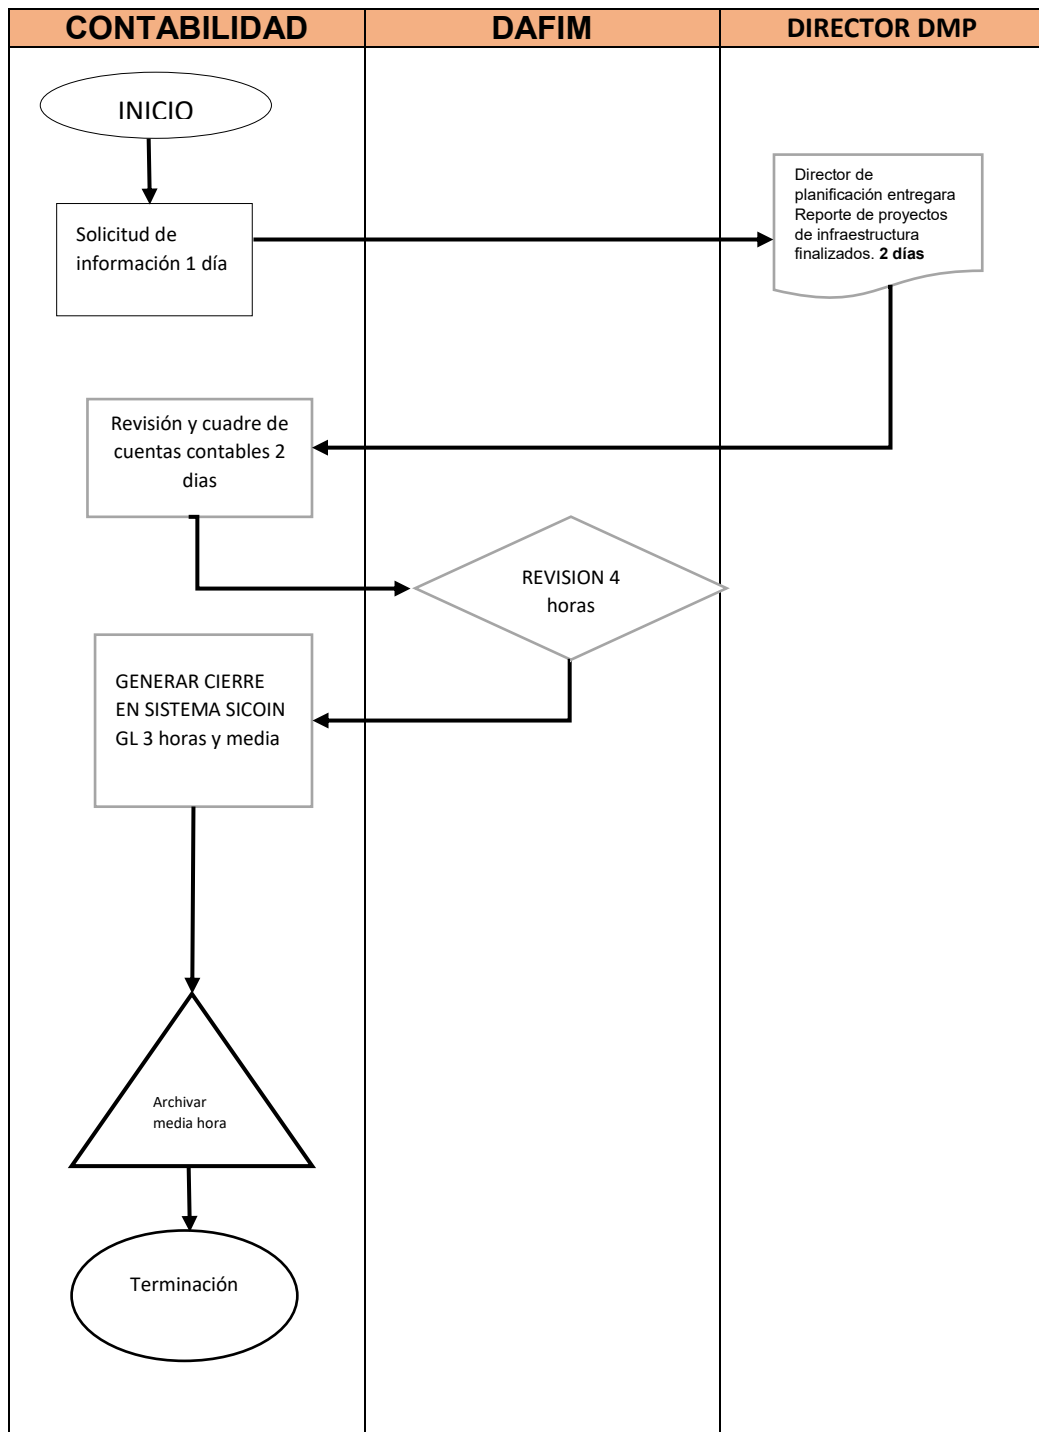 CONTABILIDAD
DAFIM
DIRECTOR DMP
INICIO
Solicitud de
información 1 día
Director de
planificación entregara
Reporte de proyectos
de infraestructura
finalizados. 2 días
Revisión y cuadre de
cuentas contables 2
dias
REVISION 4
horas
GENERAR CIERRE
EN SISTEMA SICOIN
GL 3 horas y media
Archivar
media hora
Terminación